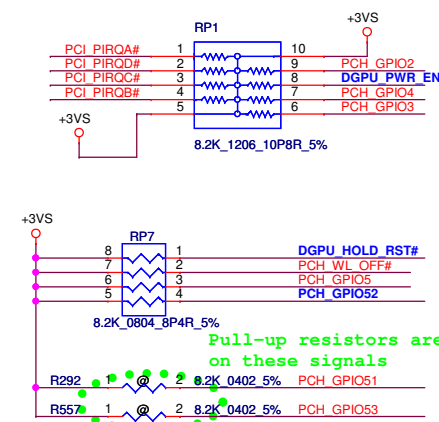 +3VS
RP1
PCI_PIRQA# 1 10
PCI_PIRQD# 2 9 PCH_GPIO2
PCI_PIRQC# 3 8 DGPU_PWR_EN
PCI_PIRQB# 4 7 PCH_GPIO4
5 6 PCH_GPIO3
+3VS
8.2K_1206_10P8R_5%
+3VS
RP7
8 1 DGPU_HOLD_RST#
7 2 PCH_WL_OFF#
6 3 PCH_GPIO5
5 4 PCH_GPIO52
8.2K_0804_8P4R_5%
Pull-up resistors are
on these signals
R292 1 @ 2 8.2K_0402_5% PCH_GPIO51
R557 1 @ 2 8.2K_0402_5% PCH_GPIO53